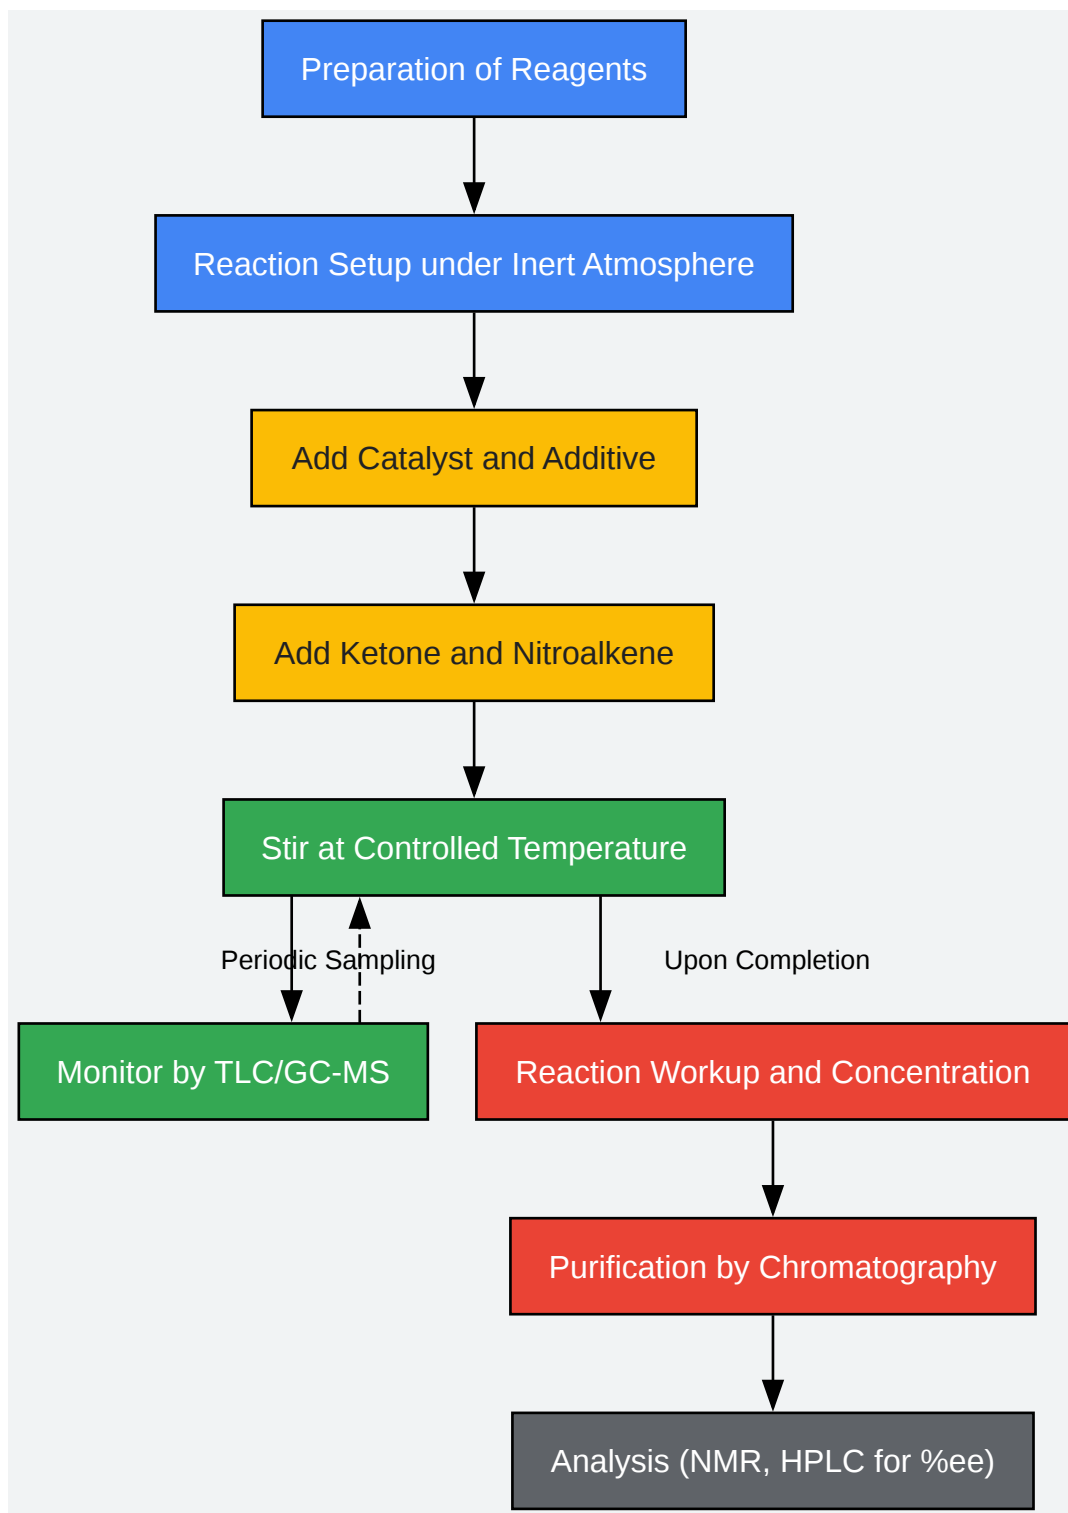 Preparation of Reagents
Reaction Setup under Inert Atmosphere
Add Catalyst and Additive
Add Ketone and Nitroalkene
Stir at Controlled Temperature
Periodic Sampling
Upon Completion
Monitor by TLC/GC-MS
Reaction Workup and Concentration
Purification by Chromatography
Analysis (NMR, HPLC for %ee)